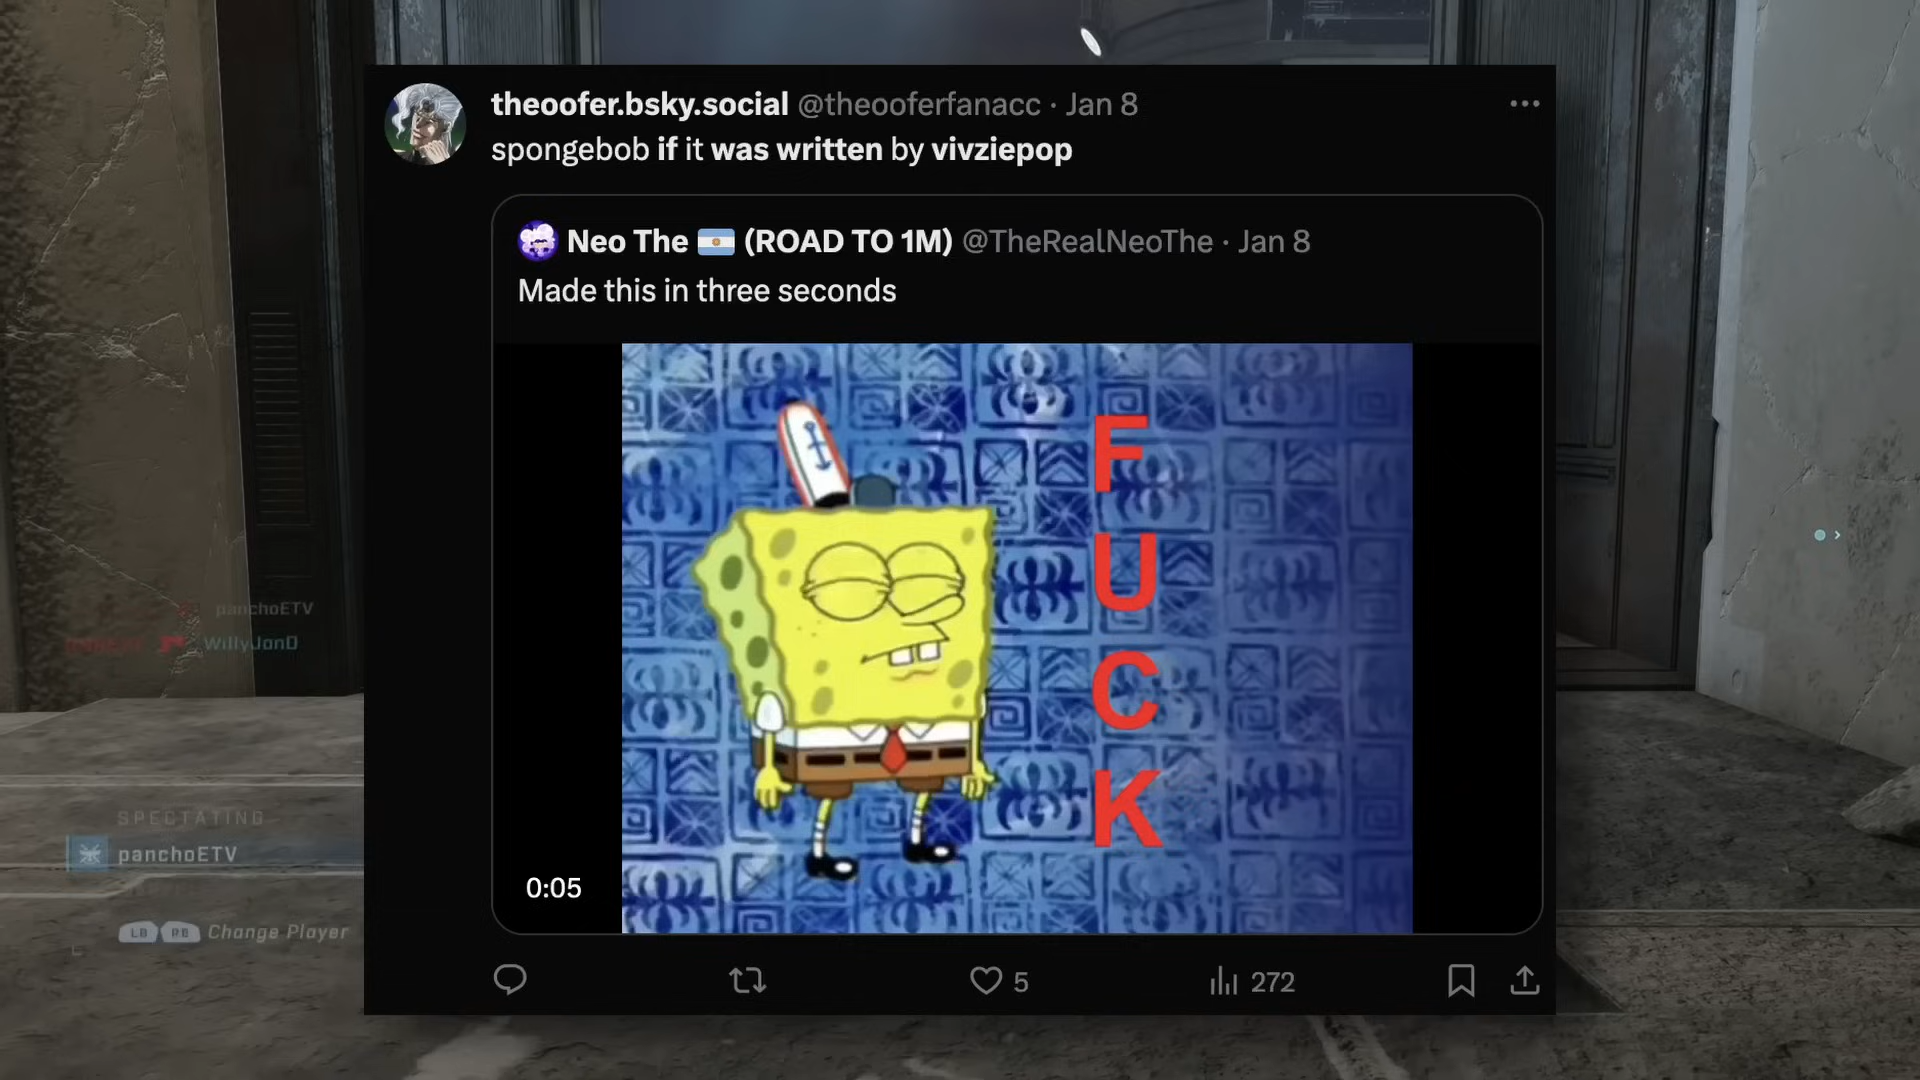 theoofer.bsky.social @theooferfanacc · Jan 8
spongebob if it was written by vivziepop
Neo The 🇦🇷 (ROAD TO 1M) @TheRealNeoThe · Jan 8
Made this in three seconds
F
U
C
K
0:05
5
272
panchoETV
WillyJonD
SPECTATING
panchoETV
LB RB Change Player